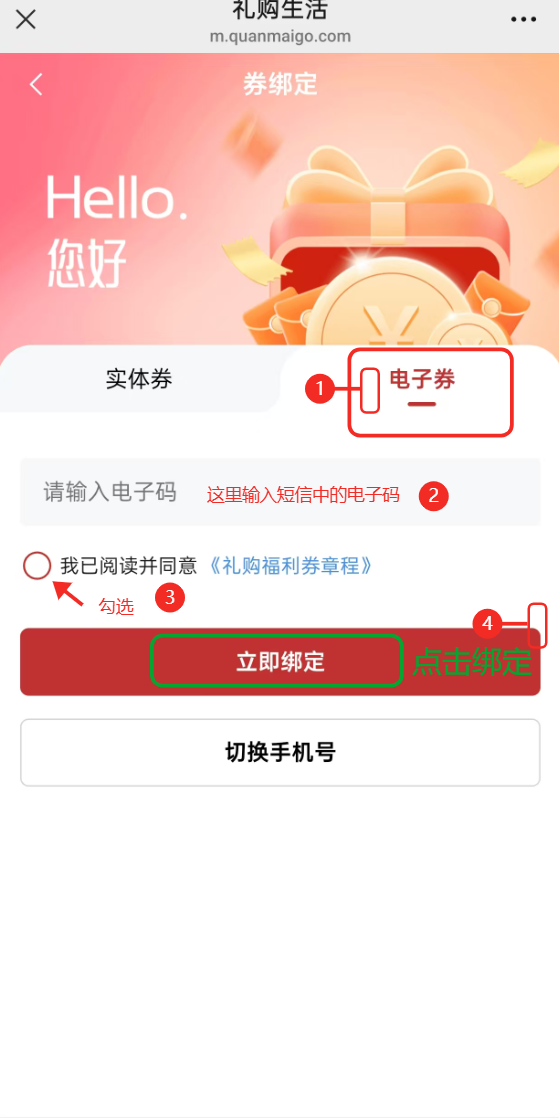 礼购生活
m.quanmaigo.com
券绑定
Hello.
您好
实体券
1
电子券
请输入电子码 这里输入短信中的电子码 2
我已阅读并同意《礼购福利券章程》
勾选 3
4
立即绑定 点击绑定
切换手机号